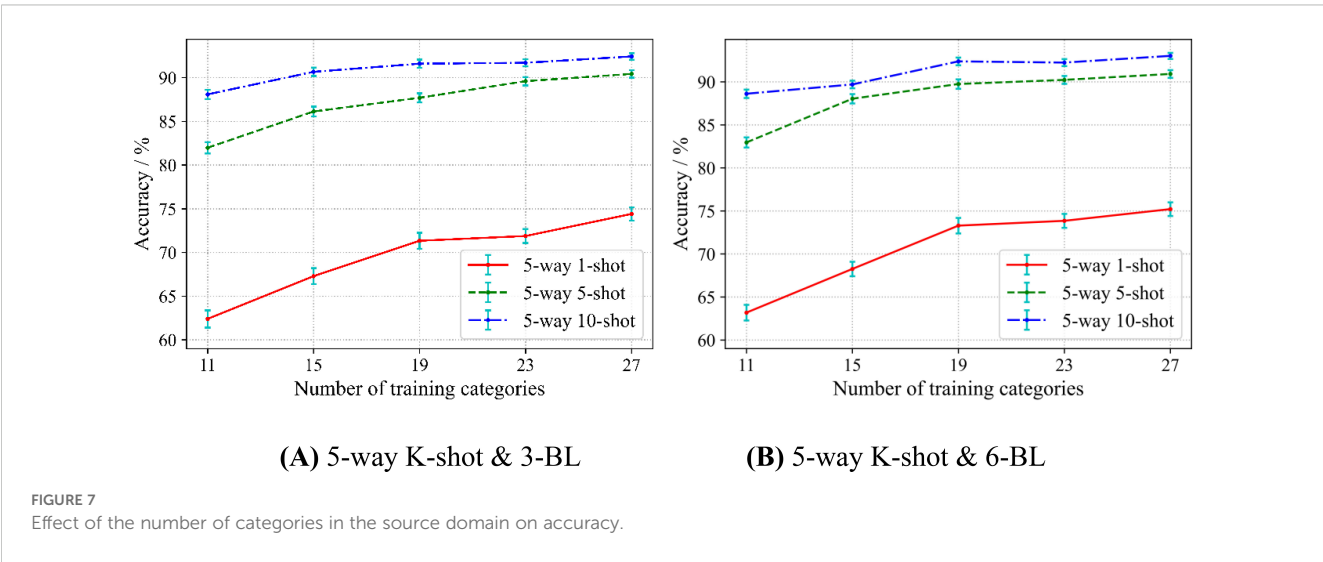 90
85
80
75
70
65
60
Accuracy / %
5-way 1-shot
5-way 5-shot
5-way 10-shot
11 15 19 23 27
Number of training categories
(A) 5-way K-shot & 3-BL
90
85
80
75
70
65
60
Accuracy / %
5-way 1-shot
5-way 5-shot
5-way 10-shot
11 15 19 23 27
Number of training categories
(B) 5-way K-shot & 6-BL
FIGURE 7
Effect of the number of categories in the source domain on accuracy.